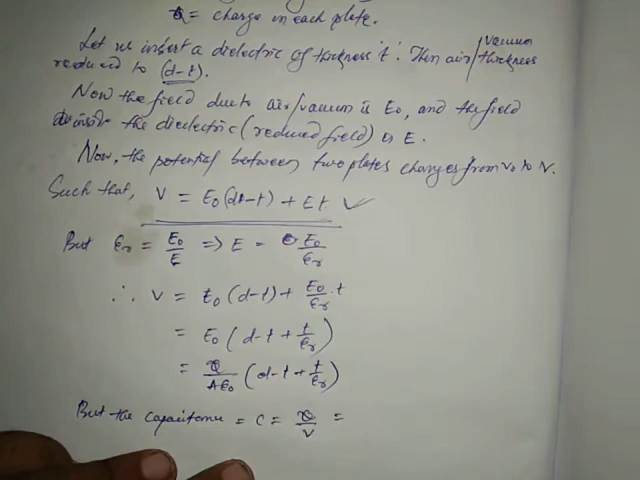 Q = charge in each plate.
Let us insert a dielectric of thickness 't'. Then air/vacuum thickness
reduced to (d-t).
Now the field due to air/vacuum is E₀, and the field
inside the dielectric (reduced field) is E.
Now, the potential between two plates changes from V₀ to V.
Such that, V = E₀(d-t) + Et ✓
But ϵᵣ = E₀/E => E = E₀/ϵᵣ
∴ V = E₀(d-t) + E₀/ϵᵣ . t
= E₀(d-t + t/ϵᵣ)
= Q/Aϵ₀ (d-t + t/ϵᵣ)
But the capacitance = C = Q/V =